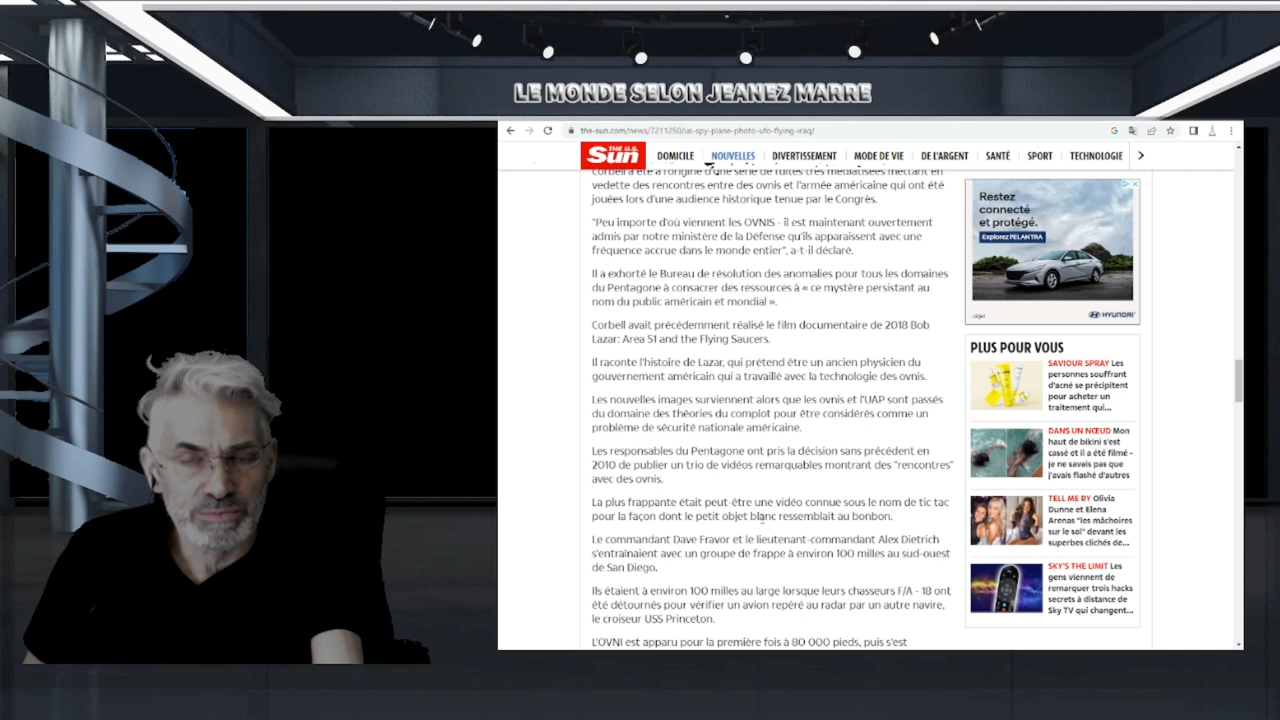 LE MONDE SELON JEANEZ MARRE
the-sun.com/news/7211250/us-spy-plane-photo-ufo-flying-iraq/
THE U.S. Sun
DOMICILE
NOUVELLES
DIVERTISSEMENT
MODE DE VIE
DE L'ARGENT
SANTÉ
SPORT
TECHNOLOGIE
Corbell a été à l'origine d'une série de fuites très médiatisées mettant en
vedette des rencontres entre des ovnis et l'armée américaine qui ont été
jouées lors d'une audience historique tenue par le Congrès.
"Peu importe d'où viennent les OVNIS - il est maintenant ouvertement
admis par notre ministère de la Défense qu'ils apparaissent avec une
fréquence accrue dans le monde entier", a-t-il déclaré.
Il a exhorté le Bureau de résolution des anomalies pour tous les domaines
du Pentagone à consacrer des ressources à « ce mystère persistant au
nom du public américain et mondial ».
Corbell avait précédemment réalisé le film documentaire de 2018 Bob
Lazar: Area 51 and the Flying Saucers.
Il raconte l'histoire de Lazar, qui prétend être un ancien physicien du
gouvernement américain qui a travaillé avec la technologie des ovnis.
Les nouvelles images surviennent alors que les ovnis et l'UAP sont passés
du domaine des théories du complot pour être considérés comme un
problème de sécurité nationale américaine.
Les responsables du Pentagone ont pris la décision sans précédent en
2010 de publier un trio de vidéos remarquables montrant des "rencontres"
avec des ovnis.
La plus frappante était peut-être une vidéo connue sous le nom de tic tac
pour la façon dont le petit objet blanc ressemblait au bonbon.
Le commandant Dave Fravor et le lieutenant-commandant Alex Dietrich
s'entraînaient avec un groupe de frappe à environ 100 milles au sud-ouest
de San Diego.
Ils étaient à environ 100 milles au large lorsque leurs chasseurs F/A - 18 ont
été détournés pour vérifier un avion repéré au radar par un autre navire,
le croiseur USS Princeton.
L'OVNI est apparu pour la première fois à 80 000 pieds, puis s'est
Restez
connecté
et protégé.
Explorez l'ELANTRA
Légal
HYUNDAI
PLUS POUR VOUS
SAVIOUR SPRAY Les
personnes souffrant
d'acné se précipitent
pour acheter un
traitement qui...
DANS UN NŒUD Mon
haut de bikini s'est
cassé et il a été filmé -
je ne savais pas que
j'avais flashé d'autres
TELL ME RY Olivia
Dunne et Elena
Arenas "les mâchoires
sur le sol" devant les
superbes clichés de...
SKY'S THE LIMIT Les
gens viennent de
remarquer trois hacks
secrets à distance de
Sky TV qui changent...